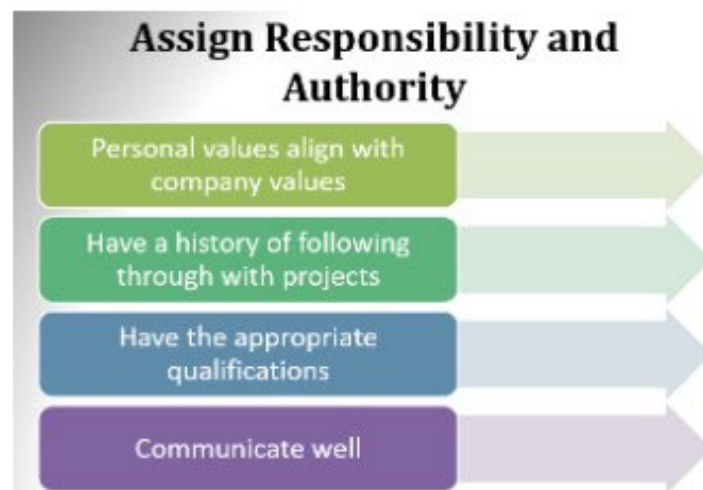 Assign Responsibility and
Authority
Personal values align with
company values
Have a history of following
through with projects
Have the appropriate
qualifications
Communicate well